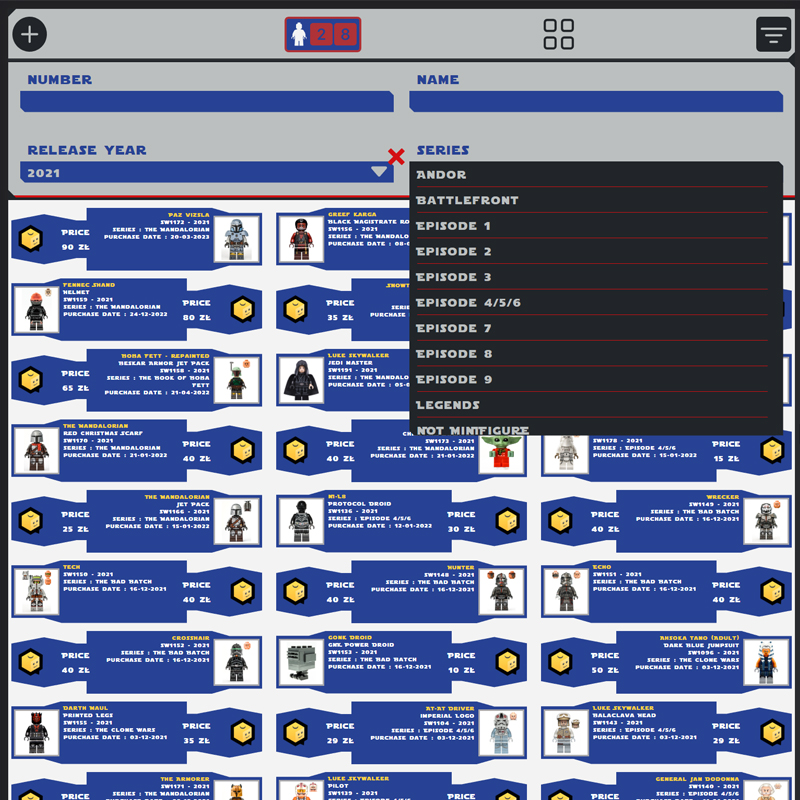 2 8
NUMBER
NAME
RELEASE YEAR
2021
SERIES
ANDOR
BATTLEFRONT
EPISODE 1
EPISODE 2
EPISODE 3
EPISODE 4/5/6
EPISODE 7
EPISODE 8
EPISODE 9
LEGENDS
NOT MINIFIGURE
PRICE
90 ZŁ
PAZ VIZSLA
SW1172 - 2021
SERIES : THE MANDALORIAN
PURCHASE DATE : 20-03-2023
GREEF KARGA
BLACK MAGISTRATE RO
SW1156 - 2021
SERIES : THE MANDALO
PURCHASE DATE : 08-
FENNEC SHAND
HELMET
SW1159 - 2021
SERIES : THE MANDALORIAN
PURCHASE DATE : 24-12-2022
PRICE
80 ZŁ
PRICE
35 ZŁ
SNOWT
PRICE
65 ZŁ
BOBA FETT - REPAINTED
BESKAR ARMOR JET PACK
SW1158 - 2021
SERIES : THE BOOK OF BOBA
FETT
PURCHASE DATE : 21-04-2022
LUKE SKYWALKER
JEDI MASTER
SW1191 - 2021
SERIES : THE MANDALO
PURCHASE DATE : 05-
THE MANDALORIAN
RED CHRISTMAS SCARF
SW1170 - 2021
SERIES : THE MANDALORIAN
PURCHASE DATE : 21-01-2022
PRICE
40 ZŁ
PRICE
40 ZŁ
SW1173 - 2021
SERIES : THE MANDALORIAN
PURCHASE DATE : 21-01-2022
SW1178 - 2021
SERIES : EPISODE 4/5/6
PURCHASE DATE : 15-01-2022
PRICE
15 ZŁ
PRICE
25 ZŁ
THE MANDALORIAN
JET PACK
SW1166 - 2021
SERIES : THE MANDALORIAN
PURCHASE DATE : 15-01-2022
K-L8
PROTOCOL DROID
SW1136 - 2021
SERIES : EPISODE 4/5/6
PURCHASE DATE : 12-01-2022
PRICE
30 ZŁ
PRICE
40 ZŁ
WRECKER
SW1149 - 2021
SERIES : THE BAD BATCH
PURCHASE DATE : 16-12-2021
TECH
SW1150 - 2021
SERIES : THE BAD BATCH
PURCHASE DATE : 16-12-2021
PRICE
40 ZŁ
PRICE
40 ZŁ
HUNTER
SW1148 - 2021
SERIES : THE BAD BATCH
PURCHASE DATE : 16-12-2021
ECHO
SW1151 - 2021
SERIES : THE BAD BATCH
PURCHASE DATE : 16-12-2021
PRICE
40 ZŁ
PRICE
40 ZŁ
CROSSHAIR
SW1152 - 2021
SERIES : THE BAD BATCH
PURCHASE DATE : 16-12-2021
GONK DROID
GNK POWER DROID
SW1153 - 2021
SERIES : THE BAD BATCH
PURCHASE DATE : 16-12-2021
PRICE
10 ZŁ
PRICE
50 ZŁ
AHSOKA TANO (ADULT)
DARK BLUE JUMPSUIT
SW1096 - 2021
SERIES : THE CLONE WARS
PURCHASE DATE : 03-12-2021
DARTH MAUL
PRINTED LEGS
SW1155 - 2021
SERIES : THE CLONE WARS
PURCHASE DATE : 03-12-2021
PRICE
35 ZŁ
PRICE
29 ZŁ
AT-AT DRIVER
IMPERIAL LOGO
SW1104 - 2021
SERIES : EPISODE 4/5/6
PURCHASE DATE : 03-12-2021
LUKE SKYWALKER
BALACLAVA HEAD
SW1143 - 2021
SERIES : EPISODE 4/5/6
PURCHASE DATE : 03-12-2021
PRICE
29 ZŁ
PRICE
THE ARMORER
SW1171 - 2021
SERIES : THE MANDALORIAN
LUKE SKYWALKER
PILOT
SW1139 - 2021
SERIES : EPISODE 4/5/6
PRICE
PRICE
GENERAL JAN DODONNA
SW1140 - 2021
SERIES : EPISODE 4/5/6